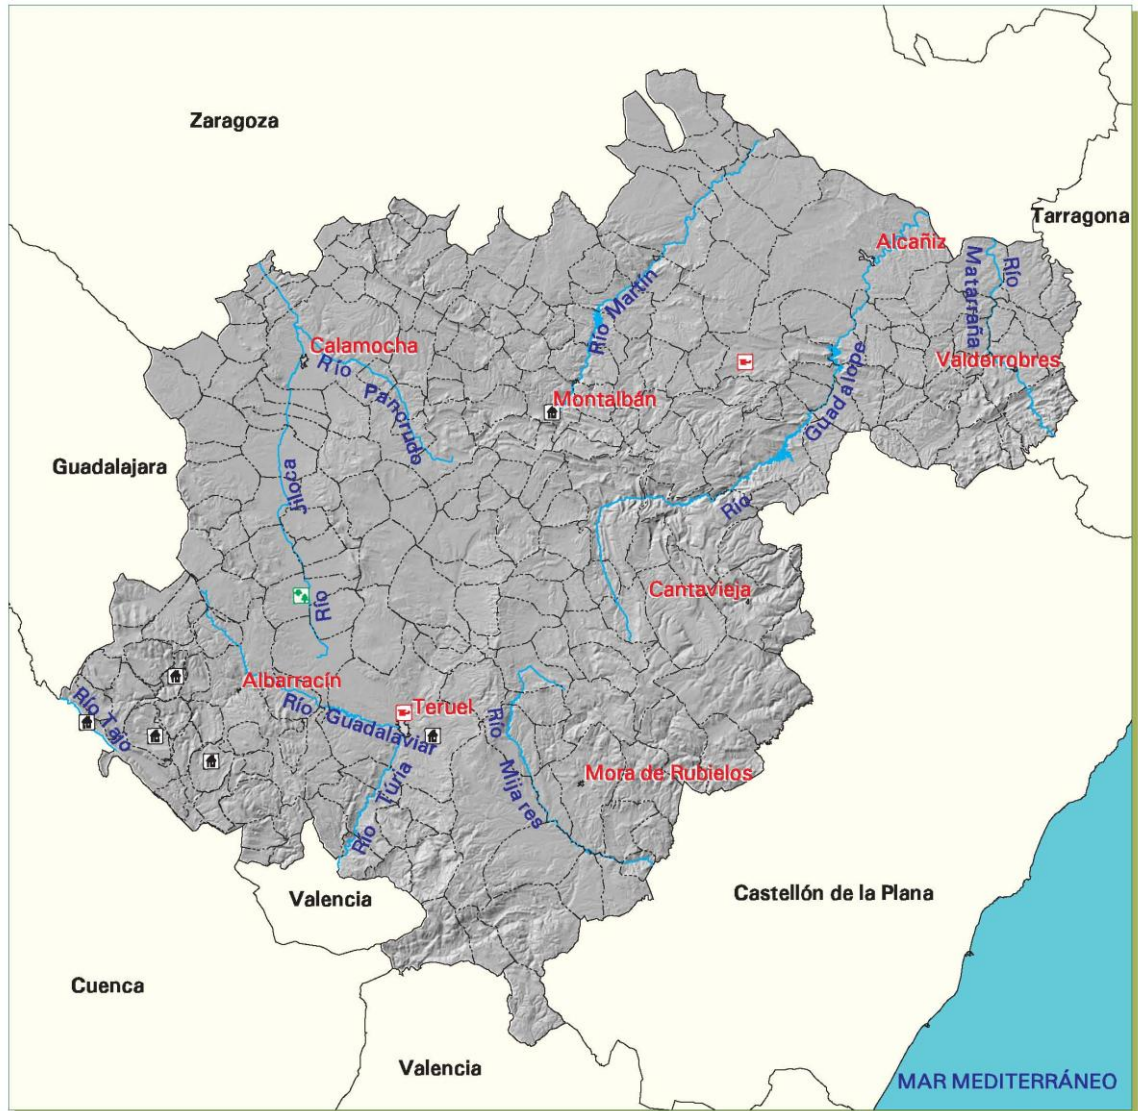 Zaragoza
Tarragona
Alcañiz
Río
Matarraña
Río Martín
Calamocha
Río Pancrudo
Valderrobres
Montalbán
Río Guadalope
Guadalajara
Río Jiloca
Cantavieja
Albarracín
Río Guadalaviar
Teruel
Río Tajo
Río Mijares
Mora de Rubielos
Río Turia
Valencia
Castellón de la Plana
Cuenca
Valencia
MAR MEDITERRÁNEO